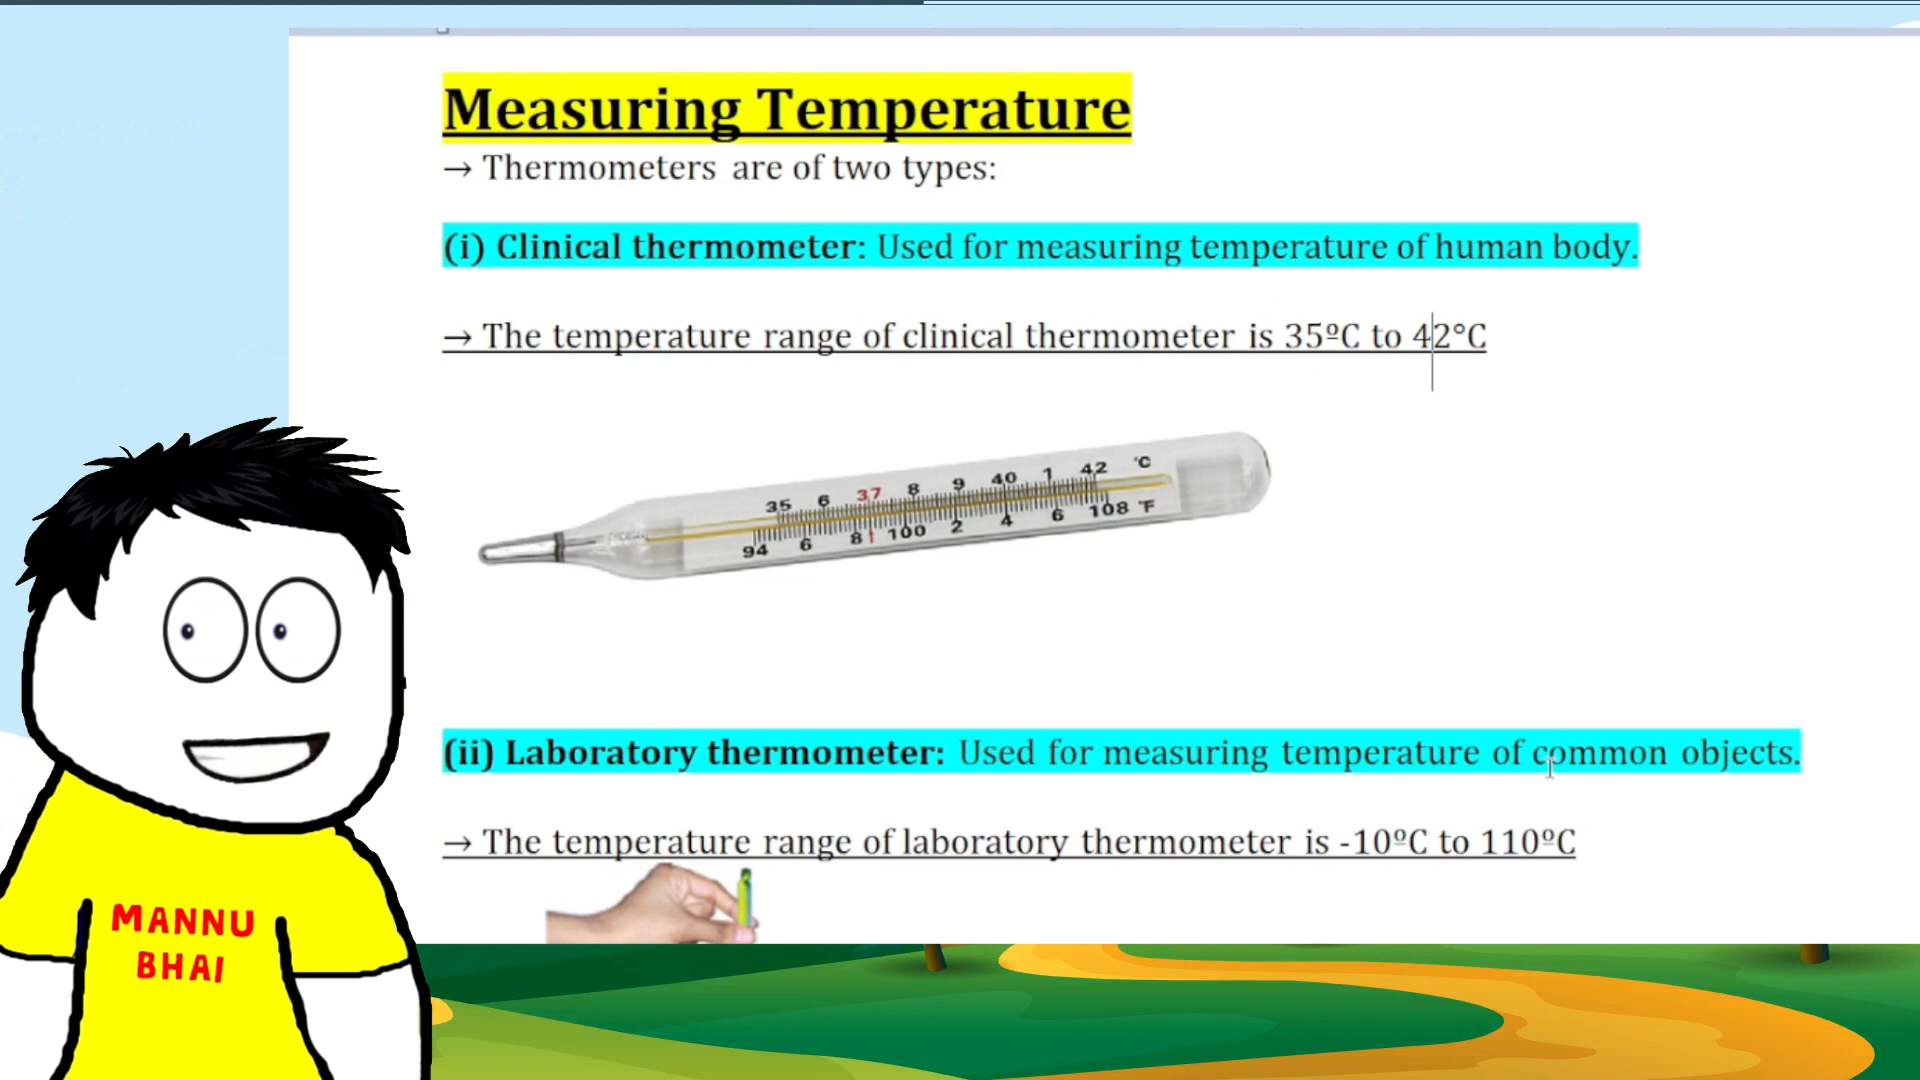 Measuring Temperature
→ Thermometers are of two types:
(i) Clinical thermometer: Used for measuring temperature of human body.
→ The temperature range of clinical thermometer is 35ºC to 42°C
35 6 37 8 9 40 1 42 °C
94 6 8 100 2 4 6 108 °F
(ii) Laboratory thermometer: Used for measuring temperature of common objects.
→ The temperature range of laboratory thermometer is -10ºC to 110ºC
MANNU
BHAI